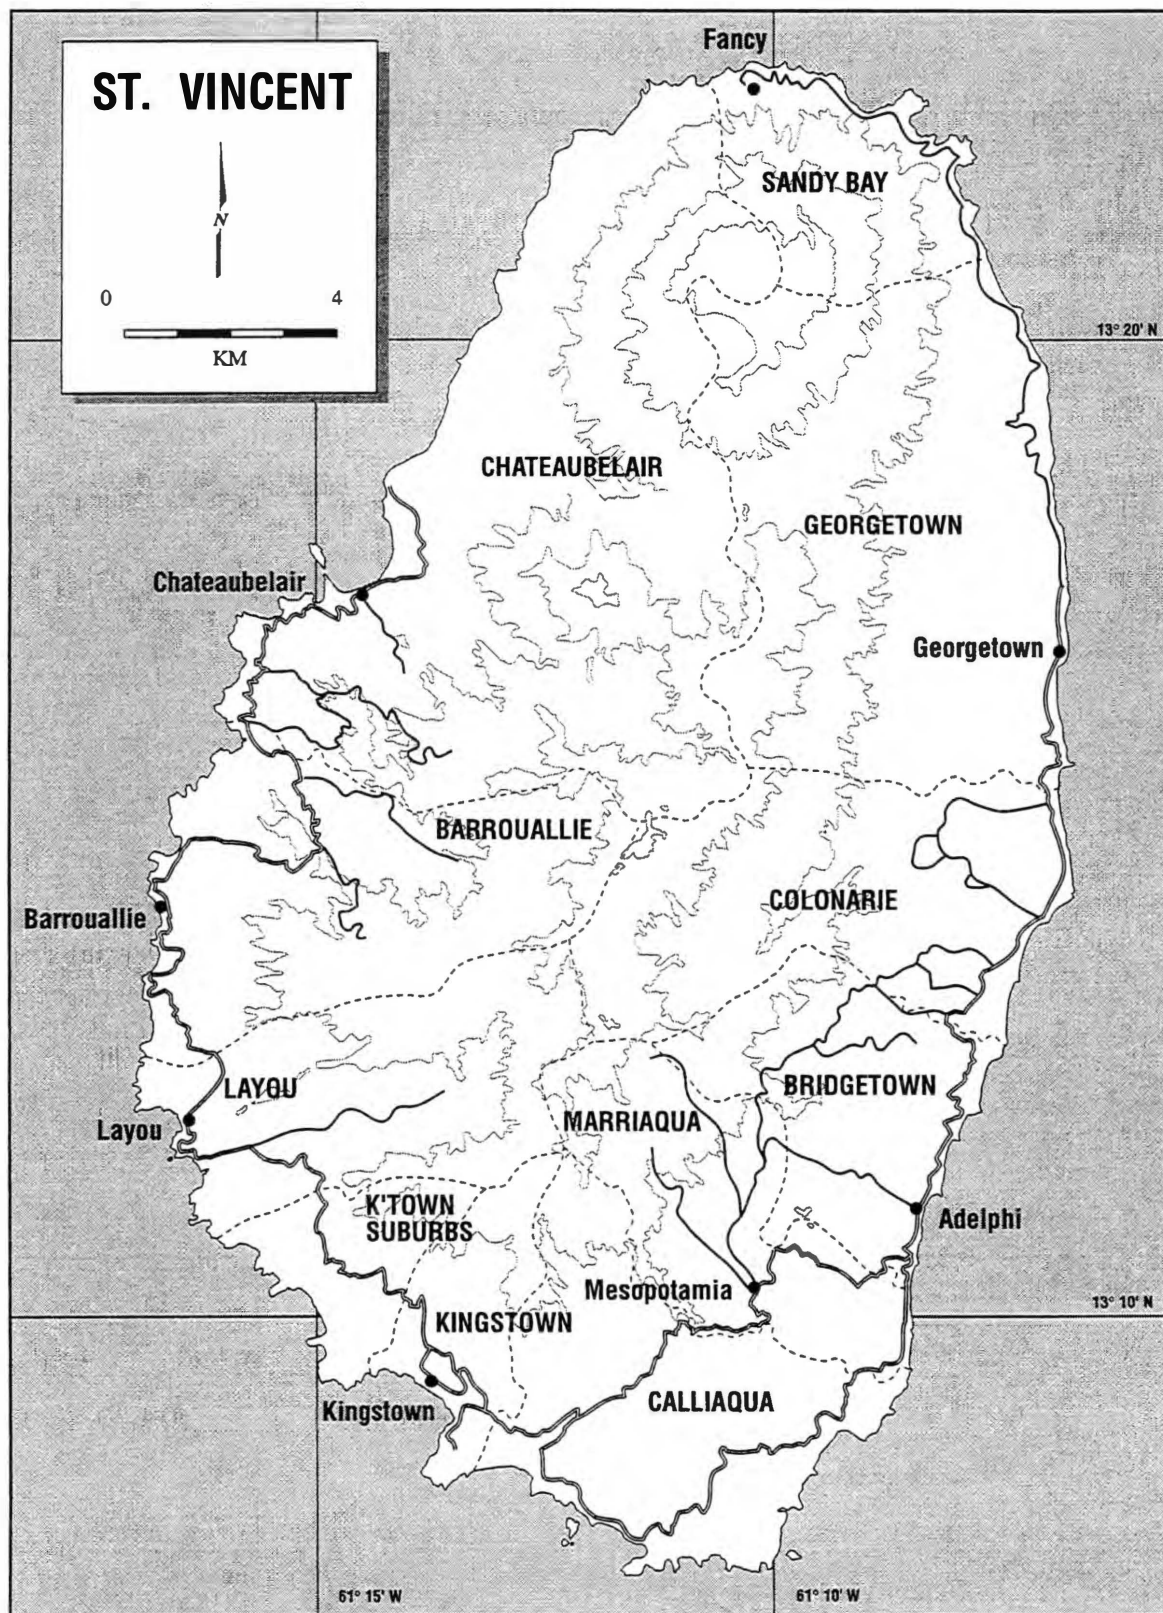 Fancy
ST. VINCENT
N
0 4
KM
SANDY BAY
13° 20' N
CHATEAUBELAIR
GEORGETOWN
Chateaubelair
Georgetown
BARROUALLIE
COLONARIE
Barrouallie
LAYOU
BRIDGETOWN
MARRIAQUA
Layou
K'TOWN
SUBURBS
Adelphi
Mesopotamia
13° 10' N
KINGSTOWN
CALLIAQUA
Kingstown
61° 15' W
61° 10' W